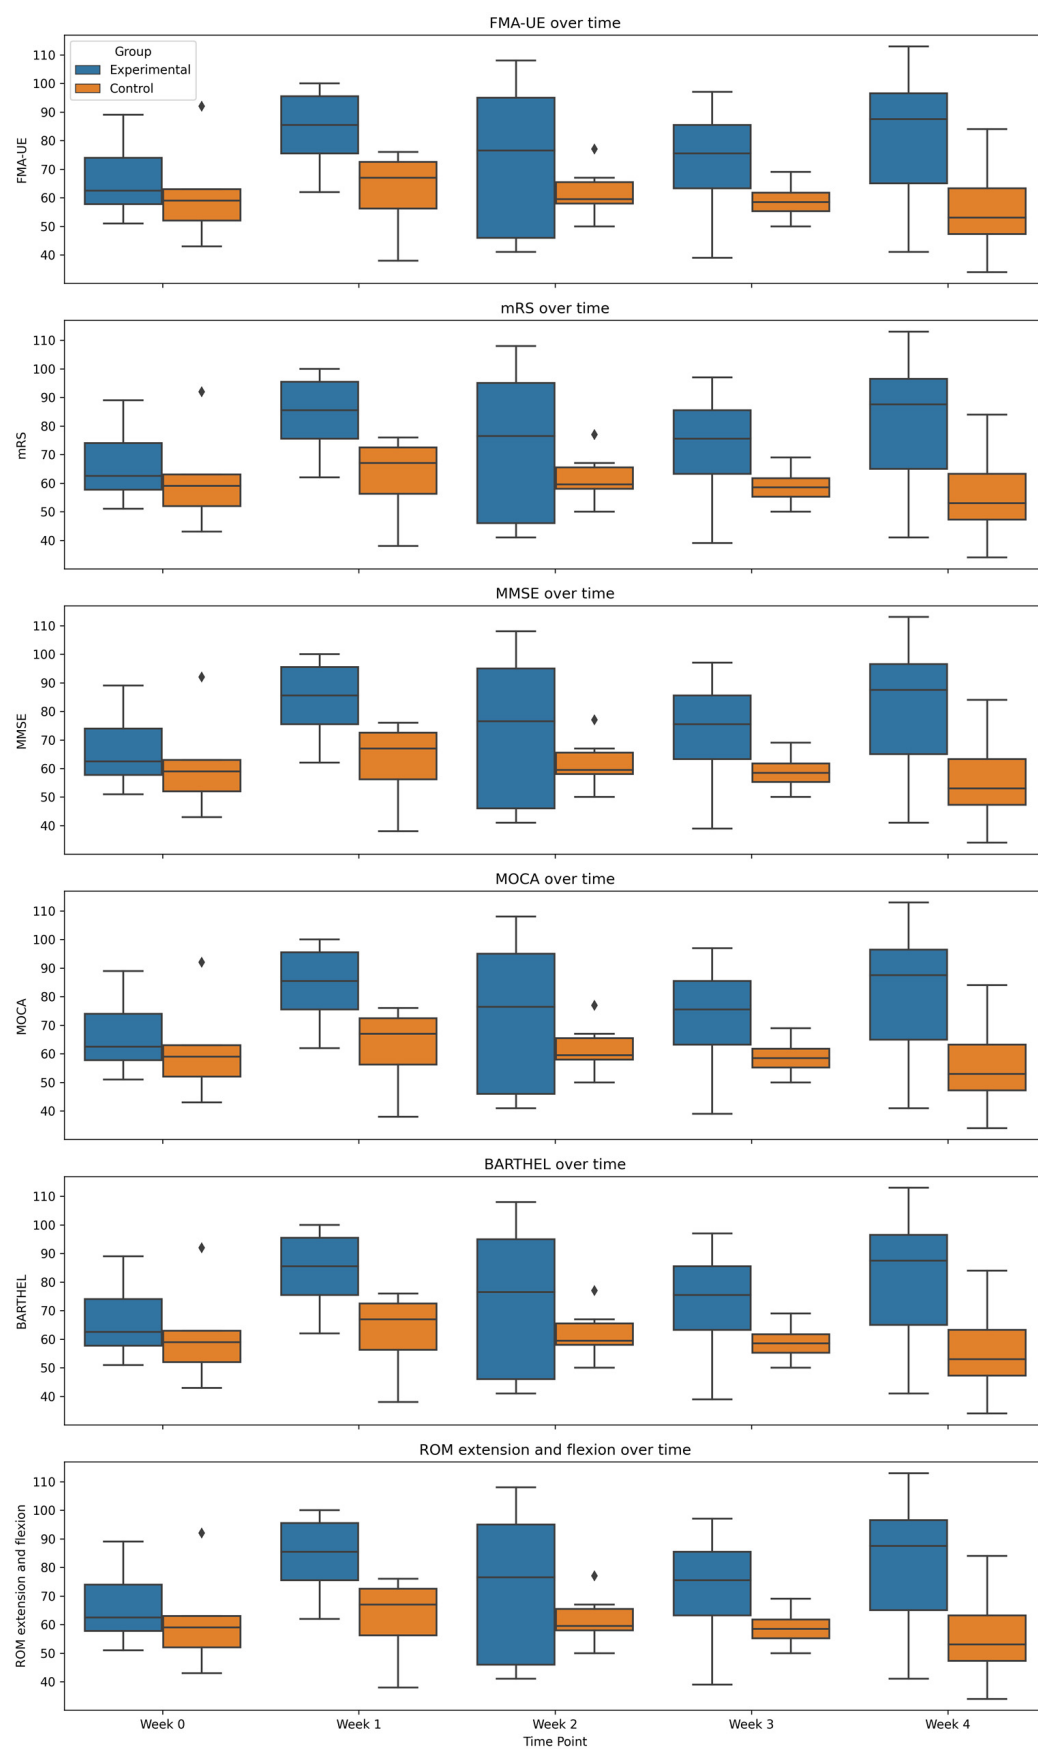 FMA-UE over time
Group
Experimental
Control
FMA-UE
110
100
90
80
70
60
50
40
mRS over time
mRS
110
100
90
80
70
60
50
40
MMSE over time
MMSE
110
100
90
80
70
60
50
40
MOCA over time
MOCA
110
100
90
80
70
60
50
40
BARTHEL over time
BARTHEL
110
100
90
80
70
60
50
40
ROM extension and flexion over time
ROM extension and flexion
110
100
90
80
70
60
50
40
Week 0 Week 1 Week 2 Week 3 Week 4
Time Point